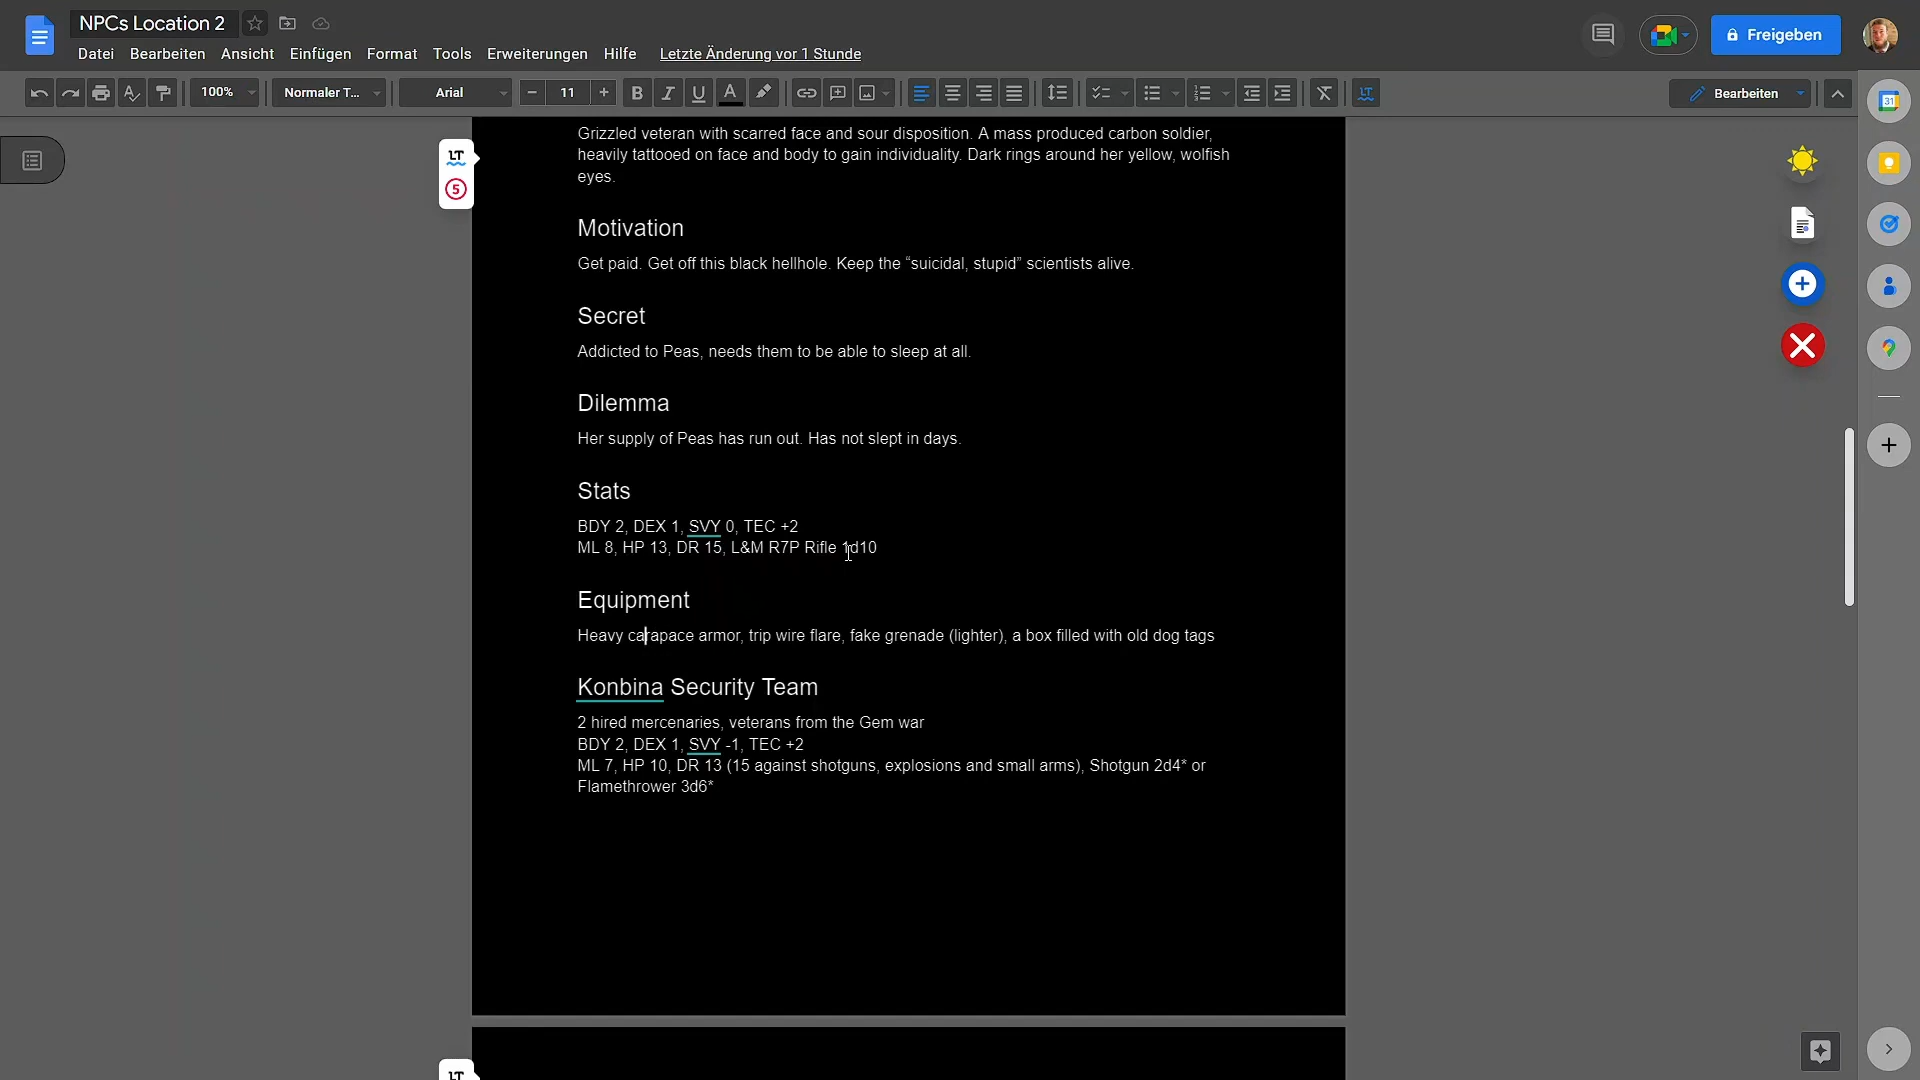 NPCs Location 2
Datei Bearbeiten Ansicht Einfügen Format Tools Erweiterungen Hilfe Letzte Änderung vor 1 Stunde
Freigeben
100% Normaler T... Arial 11 Bearbeiten
31
LT
5
Grizzled veteran with scarred face and sour disposition. A mass produced carbon soldier,
heavily tattooed on face and body to gain individuality. Dark rings around her yellow, wolfish
eyes.
Motivation
Get paid. Get off this black hellhole. Keep the “suicidal, stupid” scientists alive.
Secret
Addicted to Peas, needs them to be able to sleep at all.
Dilemma
Her supply of Peas has run out. Has not slept in days.
Stats
BDY 2, DEX 1, SVY 0, TEC +2
ML 8, HP 13, DR 15, L&M R7P Rifle 1d10
Equipment
Heavy carapace armor, trip wire flare, fake grenade (lighter), a box filled with old dog tags
Konbina Security Team
2 hired mercenaries, veterans from the Gem war
BDY 2, DEX 1, SVY -1, TEC +2
ML 7, HP 10, DR 13 (15 against shotguns, explosions and small arms), Shotgun 2d4* or
Flamethrower 3d6*
LT